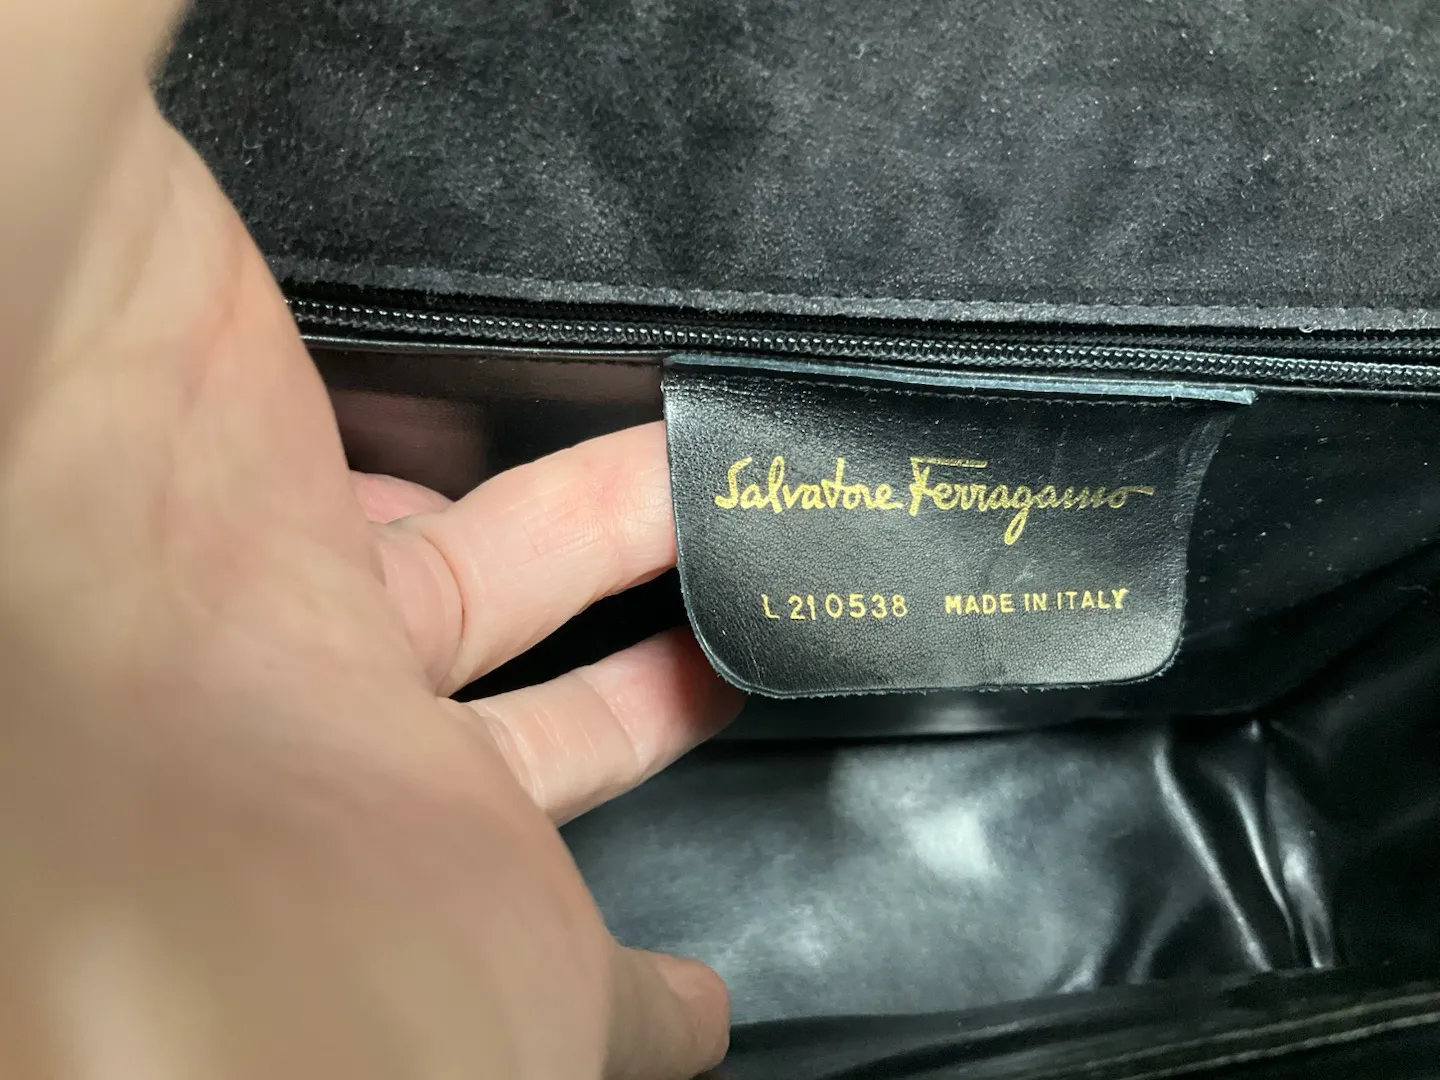 Salvatore Ferragamo
L 210538 MADE IN ITALY